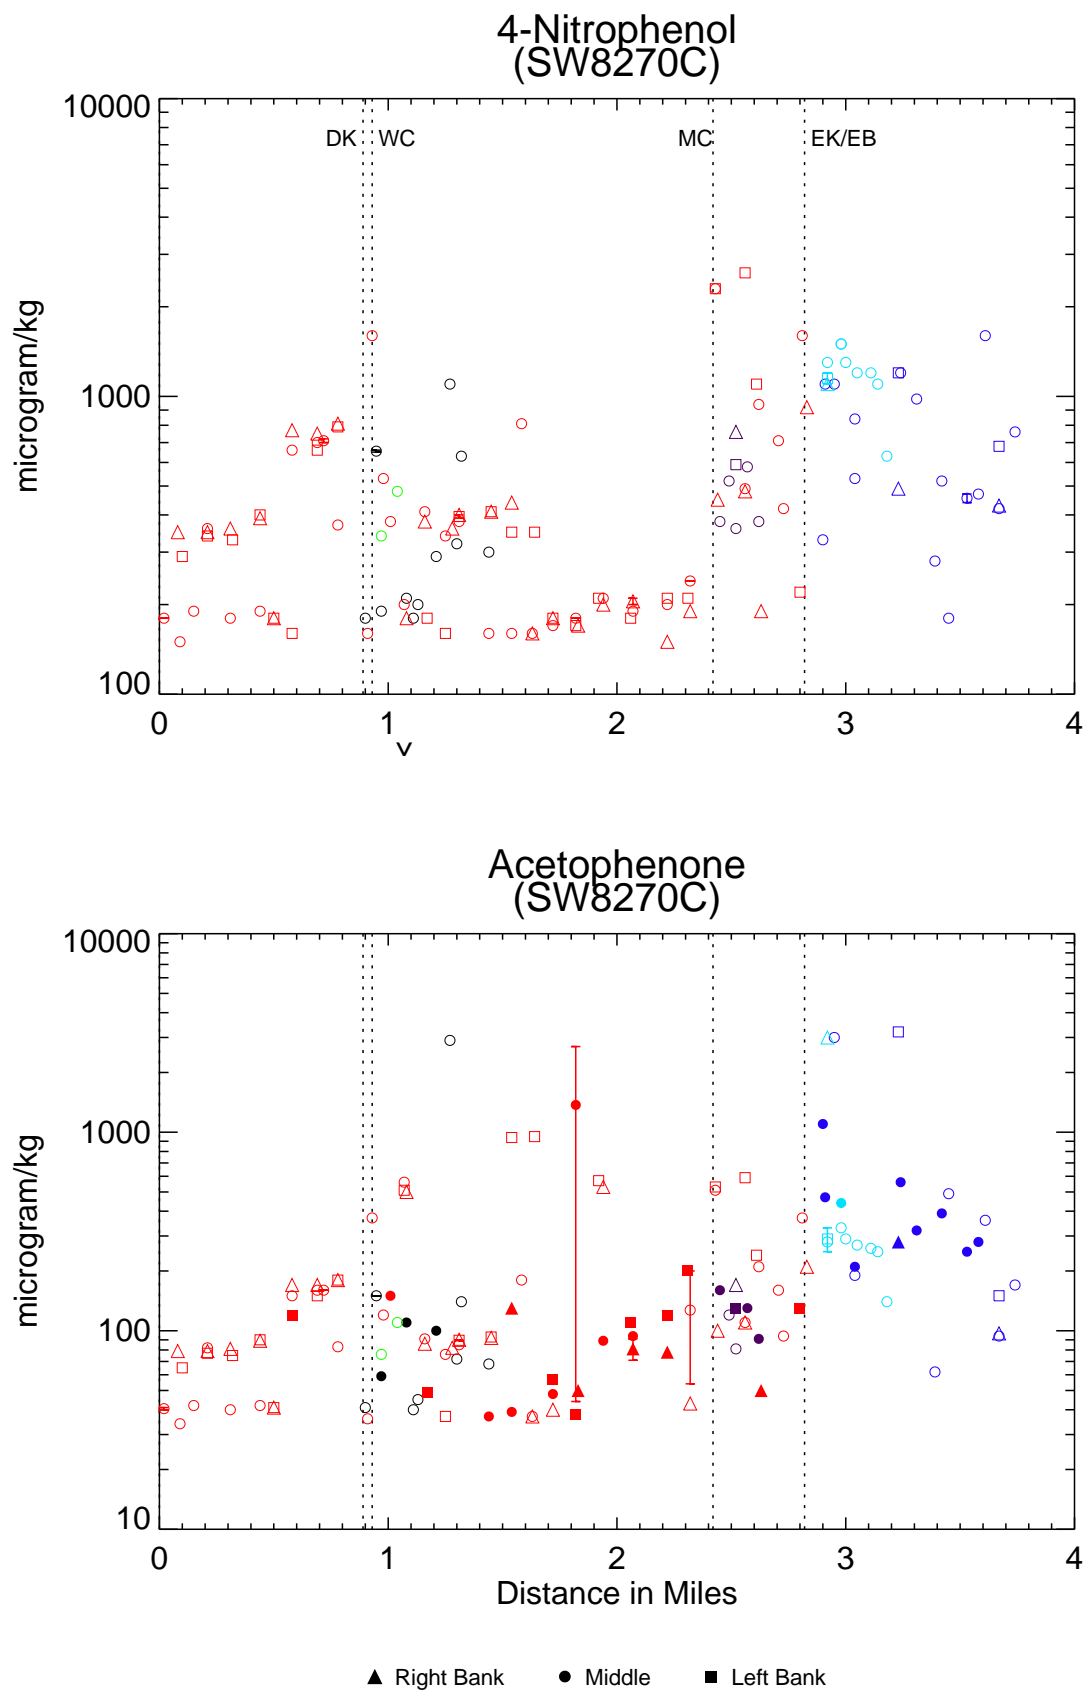 4-Nitrophenol
(SW8270C)
10000
DK
WC
MC
EK/EB
1000
microgram/kg
100
0 1 2 3 4
v
Acetophenone
(SW8270C)
10000
1000
microgram/kg
100
10
0 1 2 3 4
Distance in Miles
Right Bank Middle Left Bank